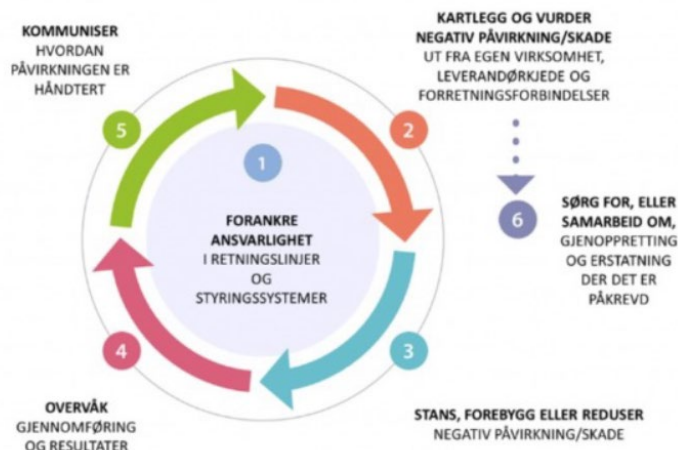 KOMMUNISER
HVORDAN
PÅVIRKNINGEN ER
HÅNDTERT
KARTLEGG OG VURDER
NEGATIV PÅVIRKNING/SKADE
UT FRA EGEN VIRKSOMHET,
LEVERANDØRKJEDE OG
FORRETNINGSFORBINDELSER
5
2
1
FORANKRE
ANSVARLIGHET
I RETNINGSLINJER
OG
STYRINGSSYSTEMER
6
SØRG FOR, ELLER
SAMARBEID OM,
GJENOPPRETTING
OG ERSTATNING
DER DET ER
PÅKREVD
4
3
OVERVÅK
GJENNOMFØRING
OG RESULTATER
STANS, FOREBYGG ELLER REDUSER
NEGATIV PÅVIRKNING/SKADE